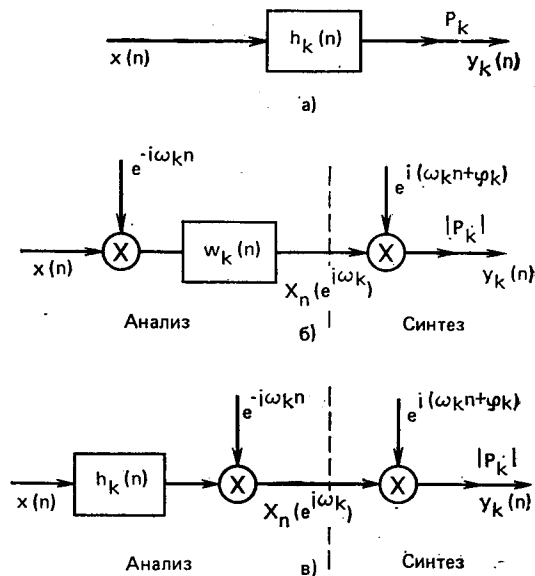 x(n) h_k(n) P_k y_k(n)
а)
e^{-iω_k n} e^{i(ω_k n+φ_k)}
x(n) X w_k(n) X_n(e^{iω_k}) X |P_k| y_k(n)
Анализ б) Синтез
e^{-iω_k n} e^{i(ω_k n+φ_k)}
x(n) h_k(n) X X_n(e^{iω_k}) X |P_k| y_k(n)
Анализ в) Синтез